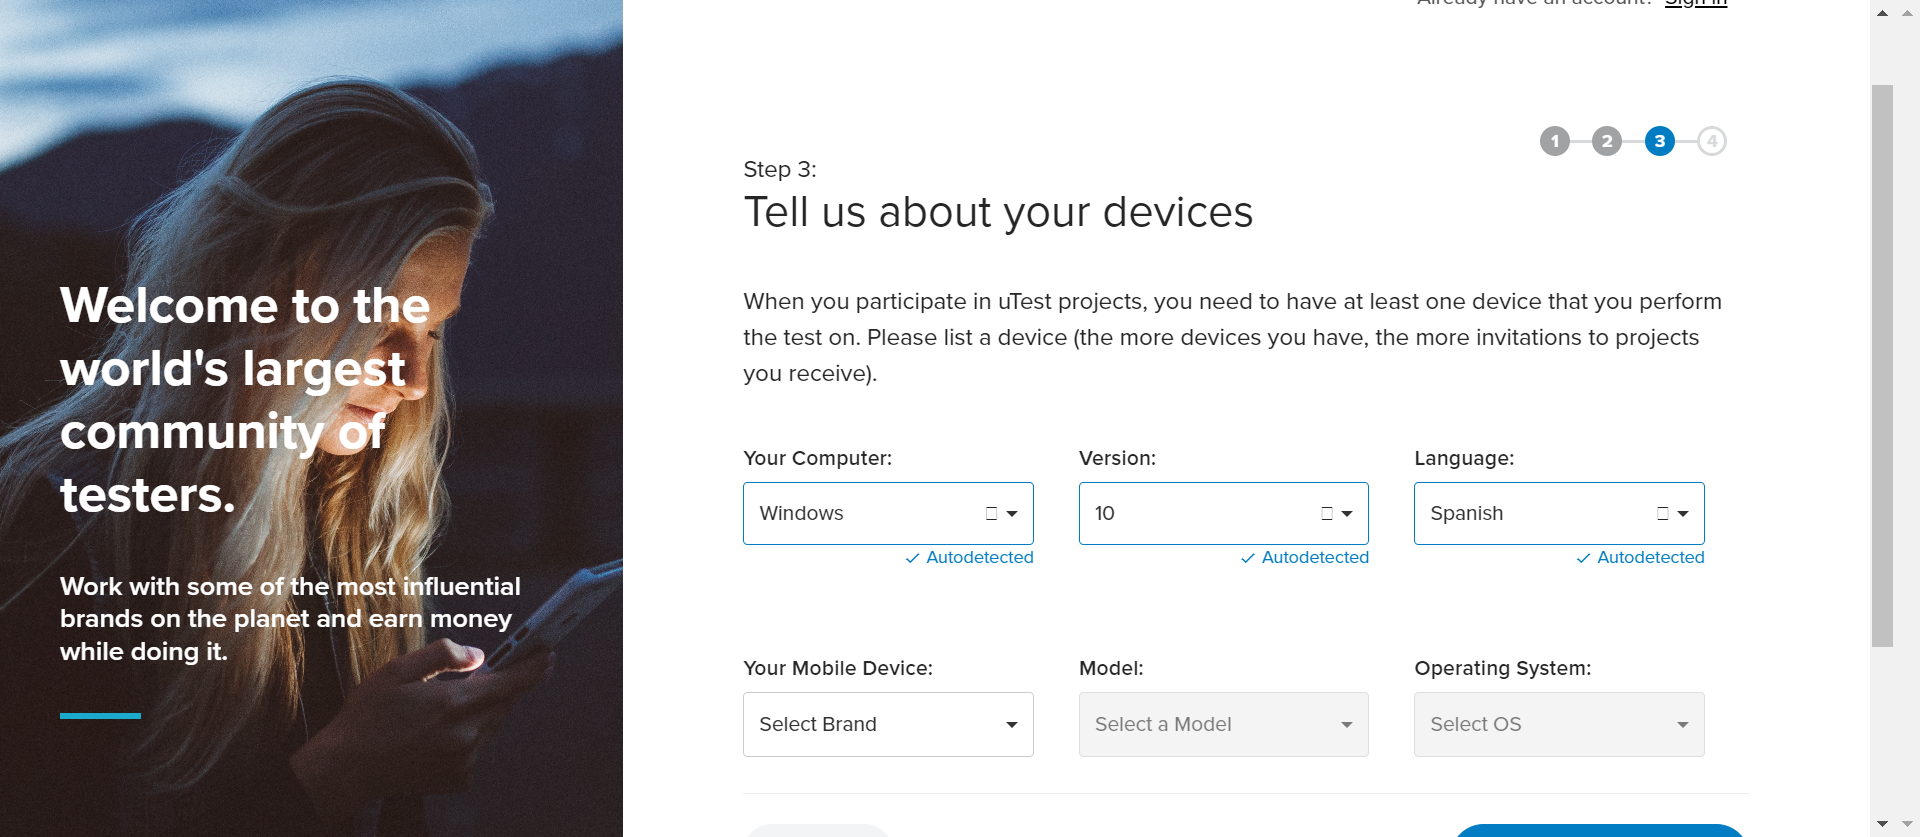 Already have an account? Sign in
1 2 3 4
Step 3:
Tell us about your devices
When you participate in uTest projects, you need to have at least one device that you perform
the test on. Please list a device (the more devices you have, the more invitations to projects
you receive).
Your Computer: Version: Language:
Windows 10 Spanish
Autodetected Autodetected Autodetected
Your Mobile Device: Model: Operating System:
Select Brand Select a Model Select OS
Welcome to the
world's largest
community of
testers.
Work with some of the most influential
brands on the planet and earn money
while doing it.